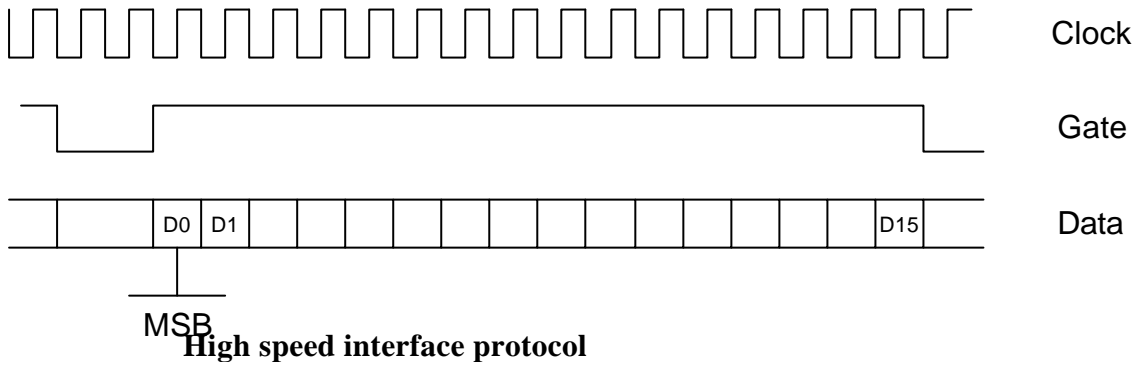 Clock
Gate
D0 D1 D15 Data
MSB
High speed interface protocol